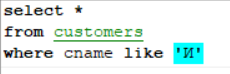 select *
from customers
where cname like 'И'